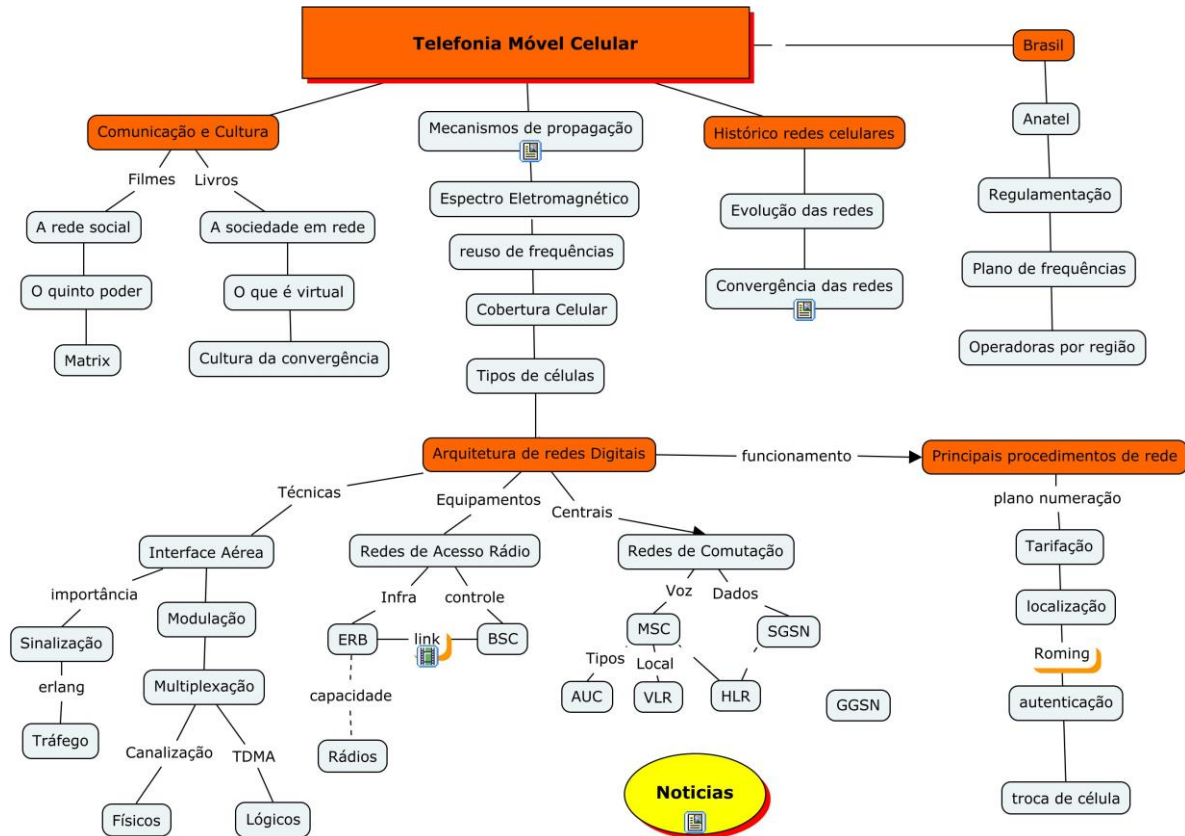 Telefonia Móvel Celular
Brasil
Comunicação e Cultura
Mecanismos de propagação
Histórico redes celulares
Anatel
Filmes
Livros
Espectro Eletromagnético
Regulamentação
A rede social
A sociedade em rede
Evolução das redes
reuso de frequências
Plano de frequências
O quinto poder
O que é virtual
Convergência das redes
Cobertura Celular
Matrix
Cultura da convergência
Operadoras por região
Tipos de células
Arquitetura de redes Digitais
funcionamento
Principais procedimentos de rede
Técnicas
Equipamentos
Centrais
plano numeração
Interface Aérea
Redes de Acesso Rádio
Redes de Comutação
Tarifação
importância
Infra
controle
Voz
Dados
localização
Sinalização
Modulação
ERB
link
BSC
MSC
SGSN
Roming
erlang
Multiplexação
capacidade
Tipos
Local
AUC
VLR
HLR
GGSN
autenticação
Tráfego
Canalização
TDMA
Rádios
Físicos
Lógicos
Noticias
troca de célula